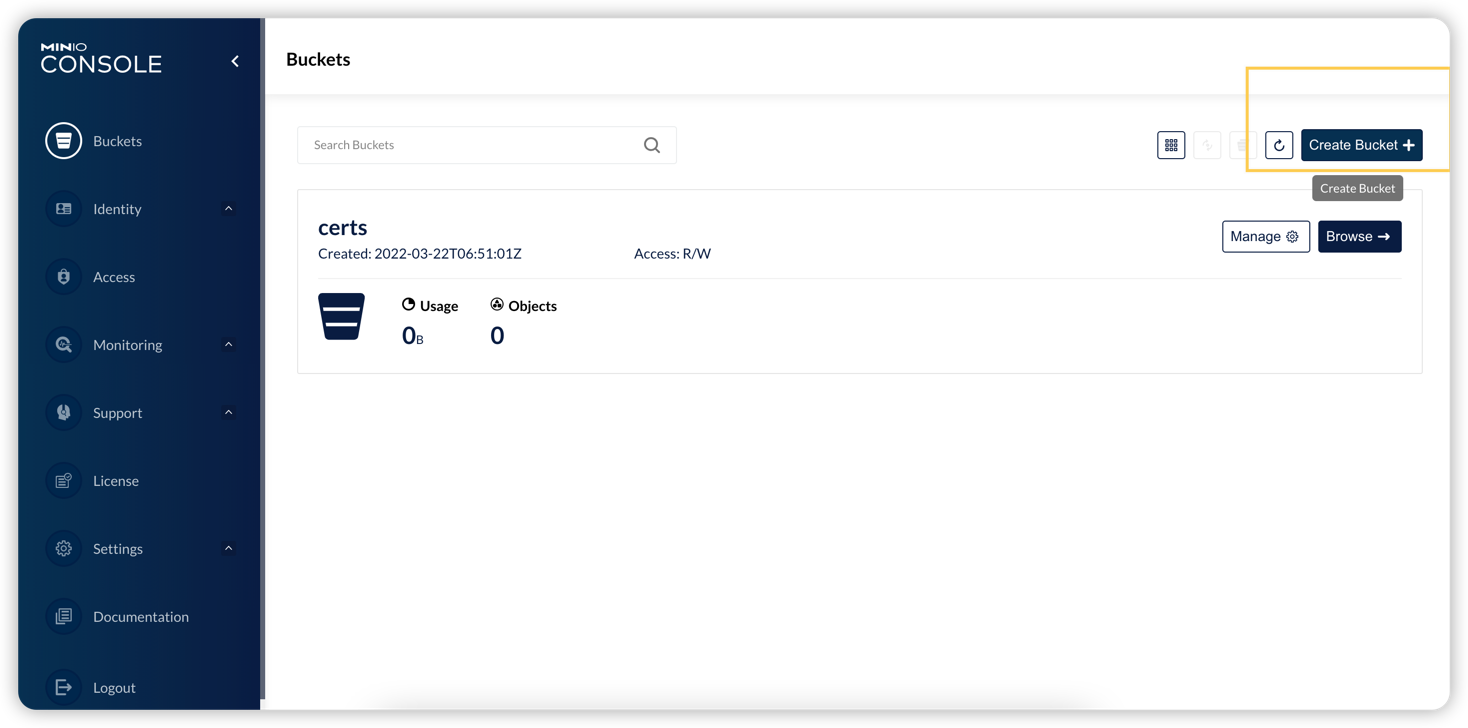 MINIO
CONSOLE
Buckets
Identity
Access
Monitoring
Support
License
Settings
Documentation
Logout
Buckets
Search Buckets
Create Bucket
Create Bucket
certs
Created: 2022-03-22T06:51:01Z Access: R/W
Manage
Browse
Usage Objects
0B 0